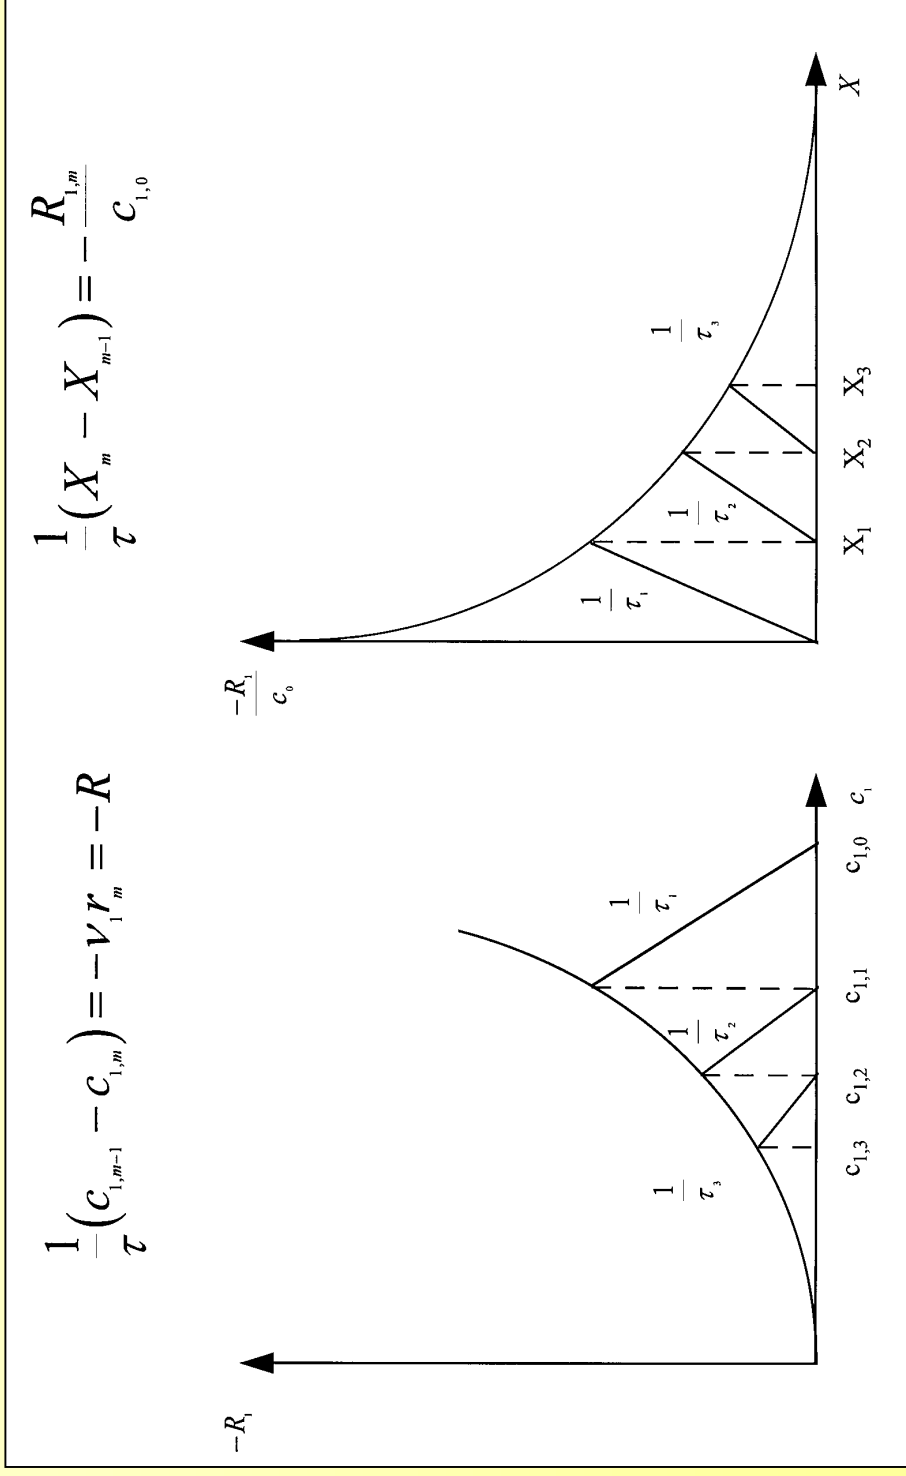 1/τ (c_{1,m−1} − c_{1,m}) = −ν_1 r_m = −R
1/τ (X_m − X_{m−1}) = − R_{1,m}/c_{1,0}
−R_1
1/τ_3
1/τ_2
1/τ_1
c_{1,3}
c_{1,2}
c_{1,1}
c_{1,0}
c_1
−R_1/c_0
1/τ_1
1/τ_2
1/τ_3
X_1
X_2
X_3
X